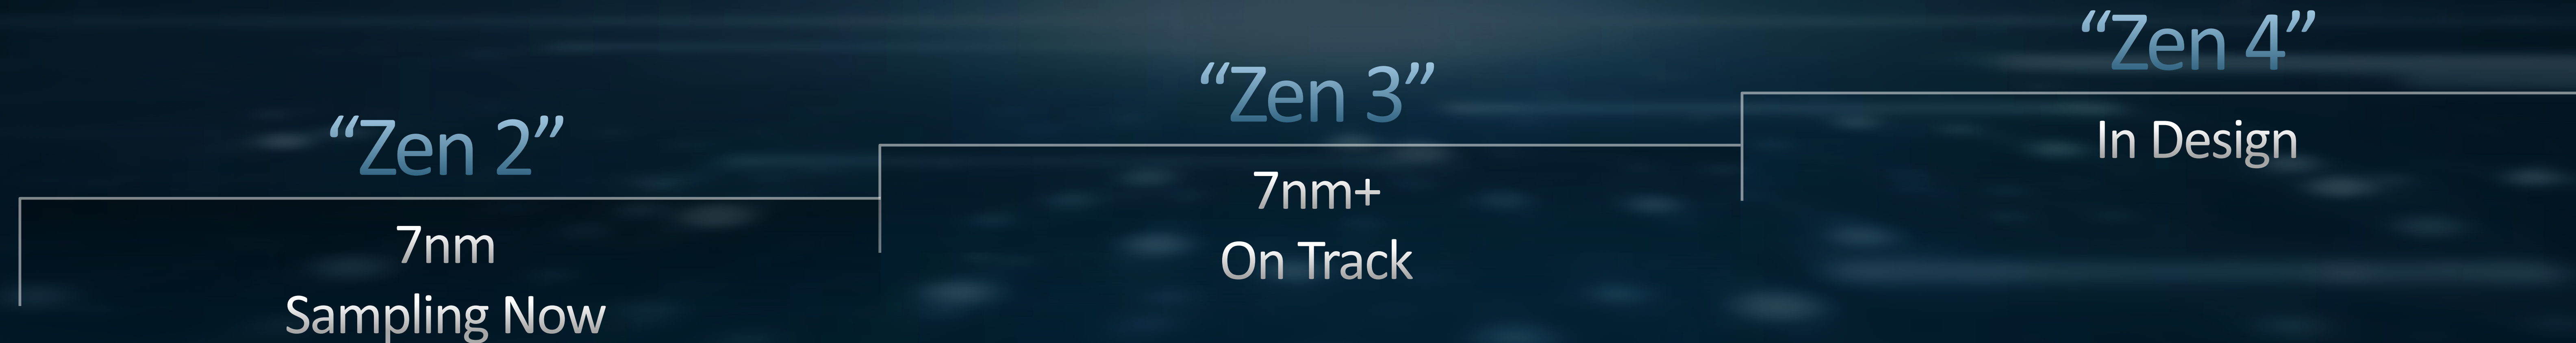 “Zen 2”
7nm
Sampling Now
“Zen 3”
7nm+
On Track
“Zen 4”
In Design